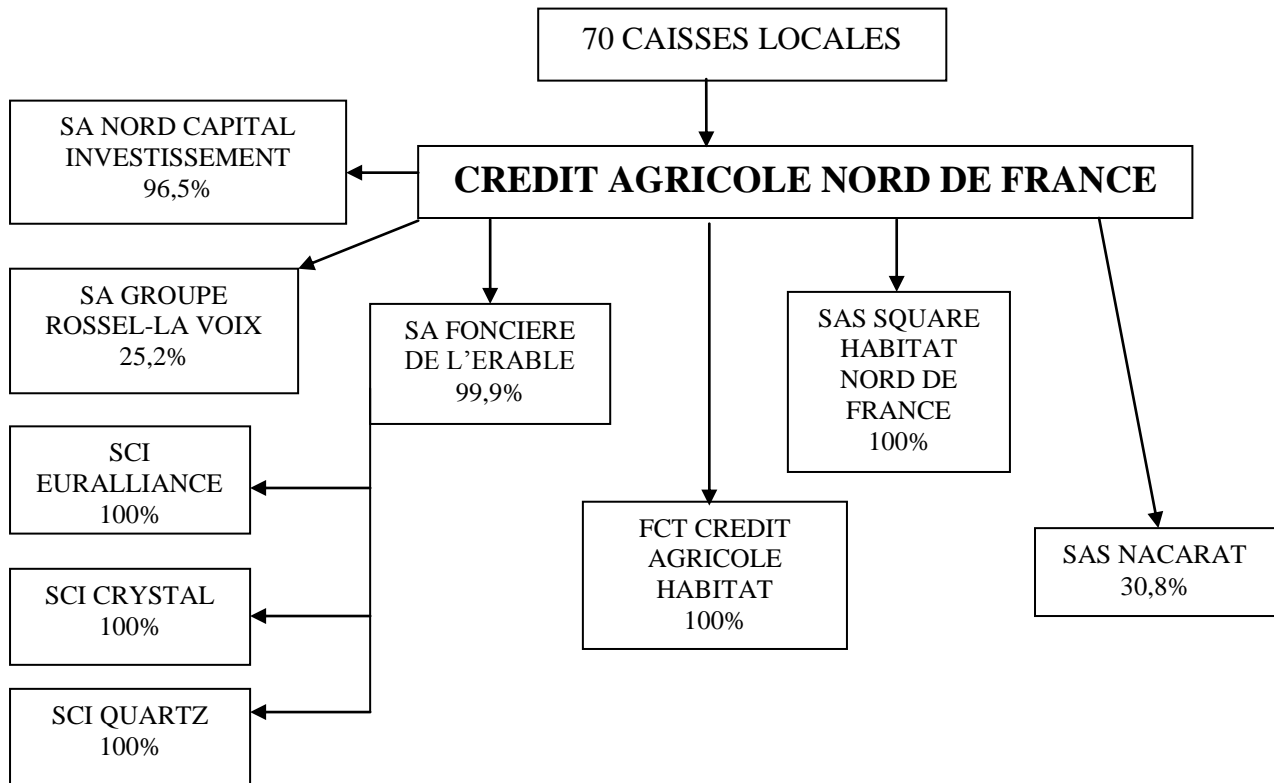 70 CAISSES LOCALES
SA NORD CAPITAL
INVESTISSEMENT
96,5%
CREDIT AGRICOLE NORD DE FRANCE
SA GROUPE
ROSSEL-LA VOIX
25,2%
SA FONCIERE
DE L’ERABLE
99,9%
SAS SQUARE
HABITAT
NORD DE
FRANCE
100%
SCI
EURALLIANCE
100%
FCT CREDIT
AGRICOLE
HABITAT
100%
SAS NACARAT
30,8%
SCI CRYSTAL
100%
SCI QUARTZ
100%